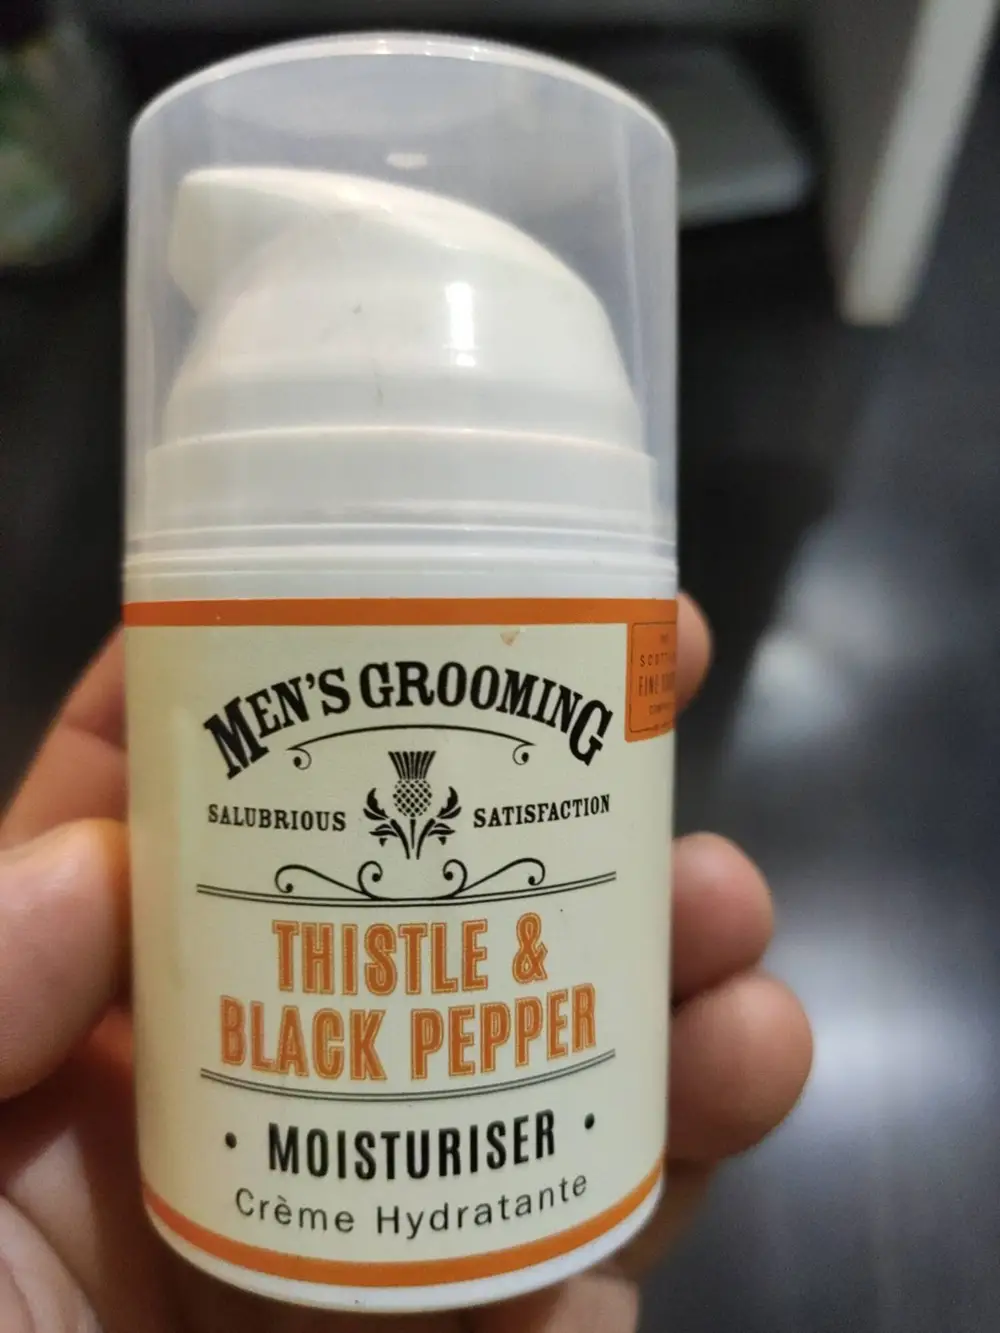 MEN'S GROOMING
SALUBRIOUS SATISFACTION
THISTLE &
BLACK PEPPER
• MOISTURISER •
Crème Hydratante